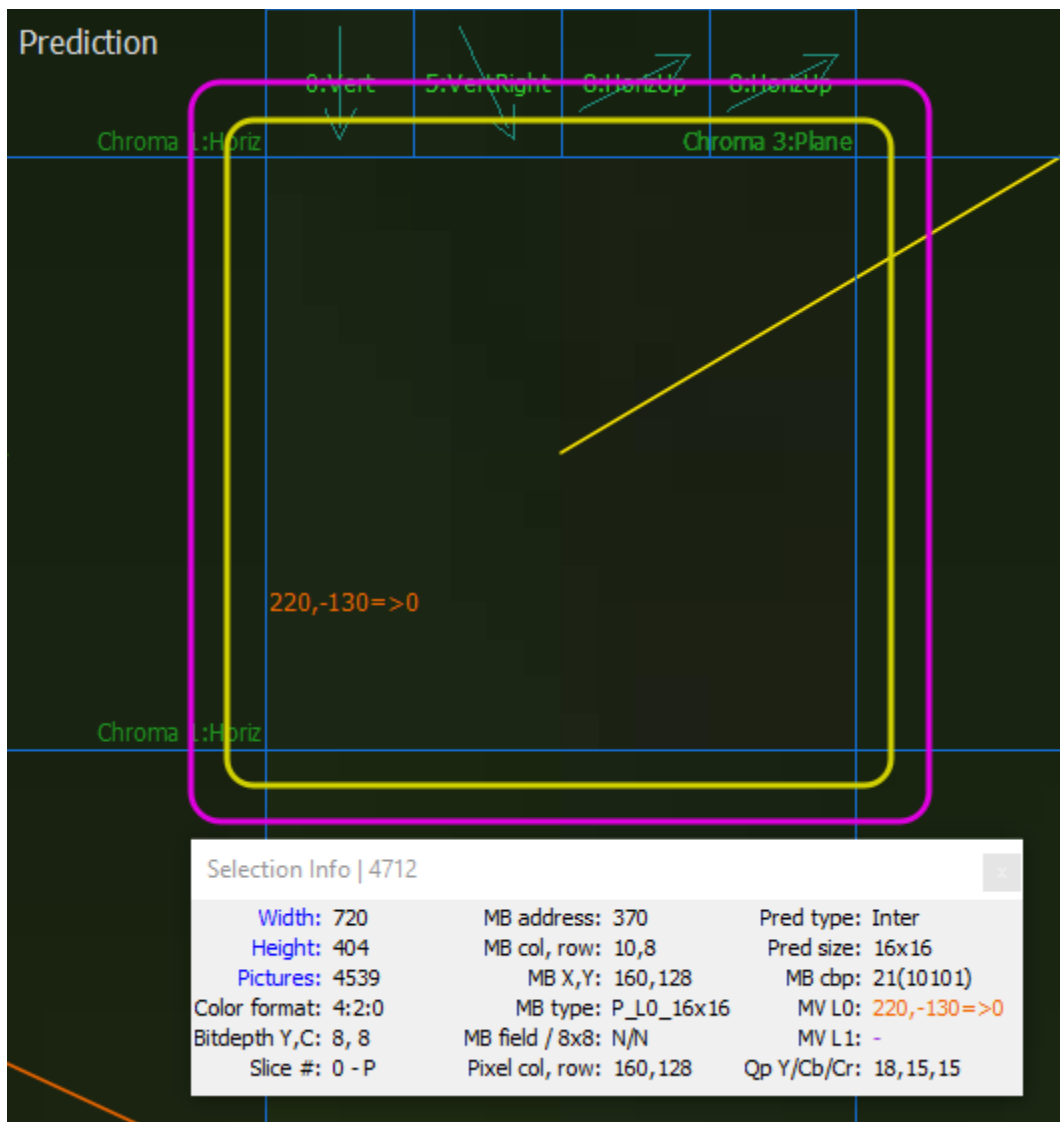 Prediction
0:Vert 5:VertRight 8:HorizUp 8:HorizUp
Chroma 1:Horiz Chroma 3:Plane
220,-130=>0
Chroma 1:Horiz
Selection Info | 4712 x
Width: 720 MB address: 370 Pred type: Inter
Height: 404 MB col, row: 10,8 Pred size: 16x16
Pictures: 4539 MB X,Y: 160,128 MB cbp: 21(10101)
Color format: 4:2:0 MB type: P_L0_16x16 MV L0: 220,-130=>0
Bitdepth Y,C: 8, 8 MB field / 8x8: N/N MV L1: -
Slice #: 0 - P Pixel col, row: 160,128 Qp Y/Cb/Cr: 18,15,15